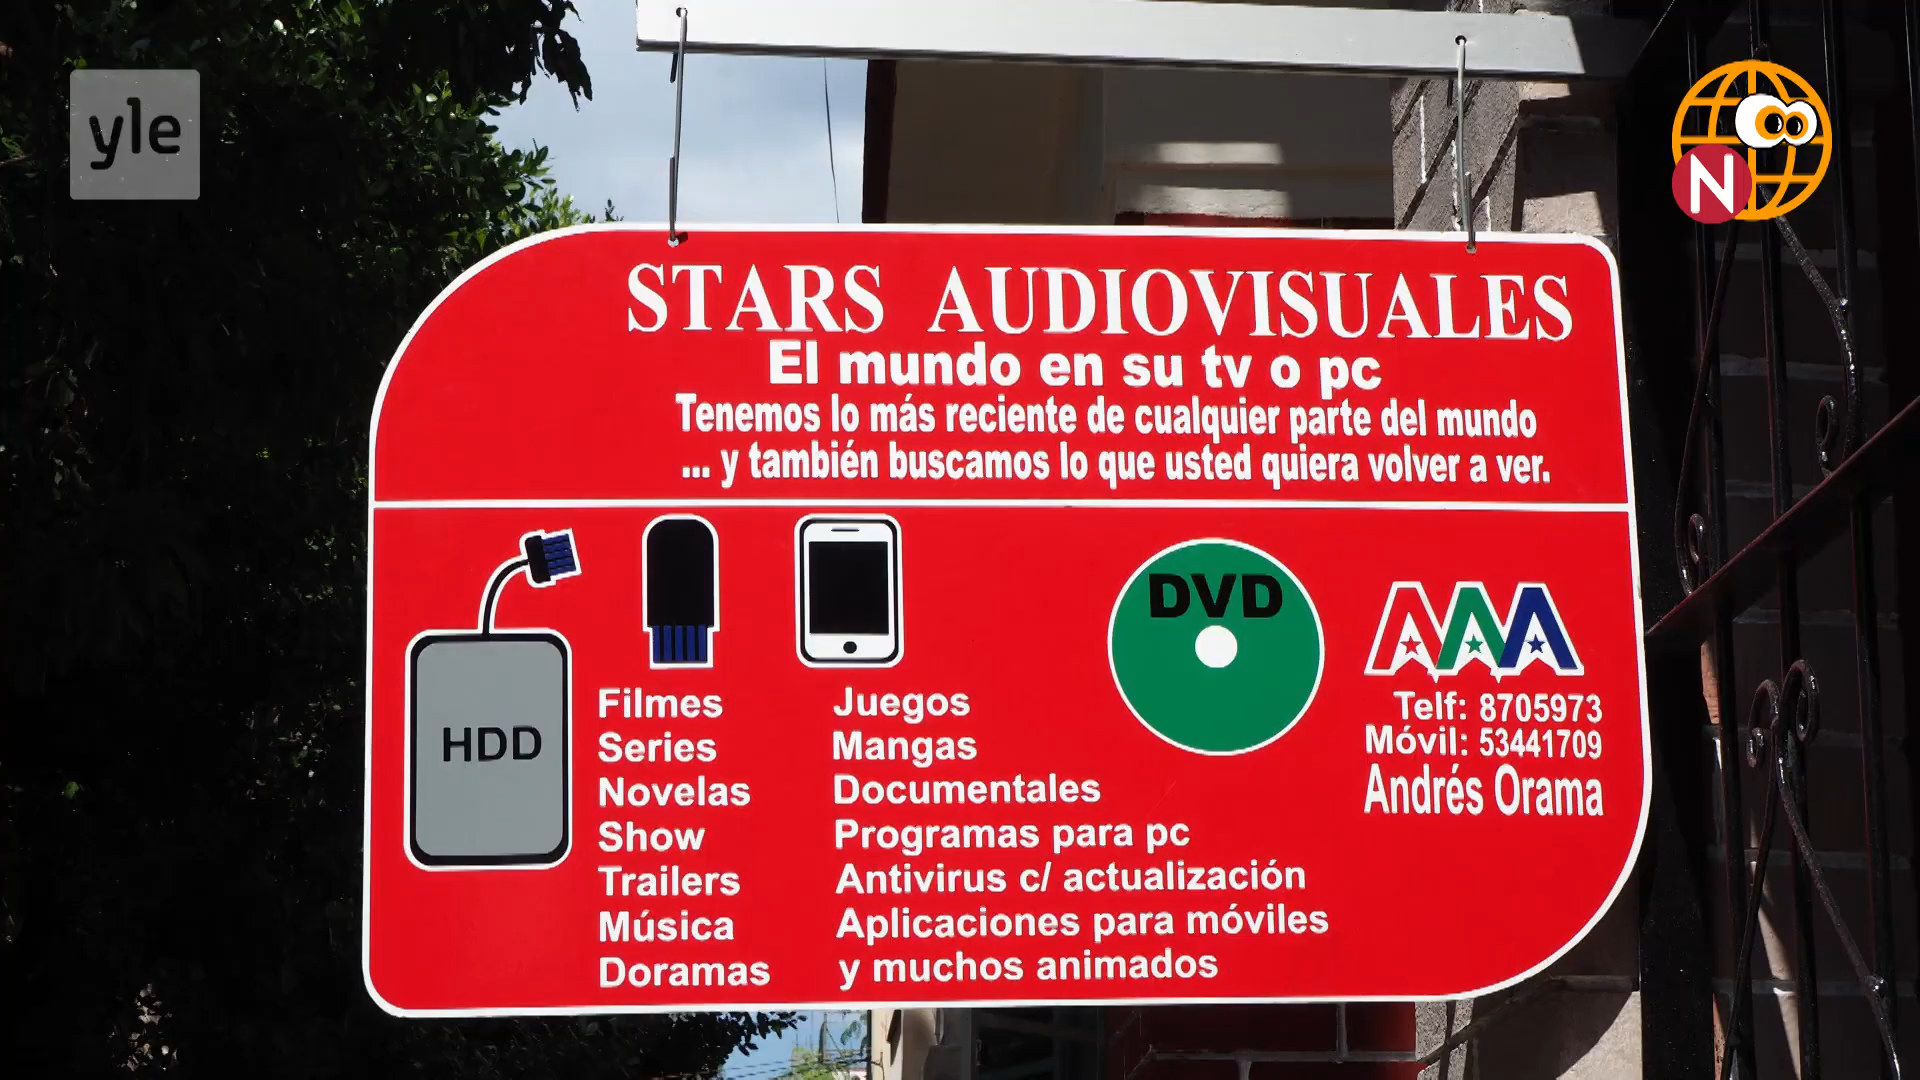 yle
N
STARS AUDIOVISUALES
El mundo en su tv o pc
Tenemos lo más reciente de cualquier parte del mundo
... y también buscamos lo que usted quiera volver a ver.
HDD
DVD
AAA
Filmes
Series
Novelas
Show
Trailers
Música
Doramas
Juegos
Mangas
Documentales
Programas para pc
Antivirus c/ actualización
Aplicaciones para móviles
y muchos animados
Telf: 8705973
Móvil: 53441709
Andrés Orama